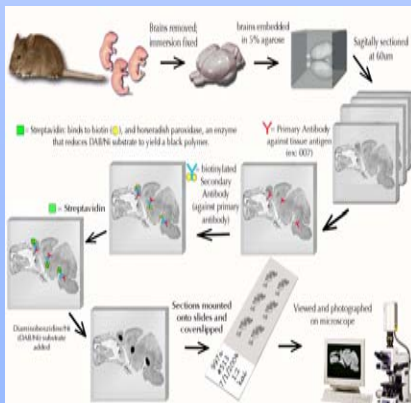 Brains removed;
immersion fixed
brains embedded
in 5% agarose
Sagitally sectioned
at 60um
= Streptavidin: binds to biotin ( ), and horseradish paroxidase, an enzyme
that reduces DAB/Ni substrate to yield a black polymer.
= Primary Antibody
against tissue antigen
= biotinylated
Secondary
Antibody
(against primary
antibody)
= Streptavidin
Diaminobenzidine/Ni
(DAB/Ni) substrate
added
Sections mounted
onto slides and
coverslipped
Viewed and photographed
on microscope